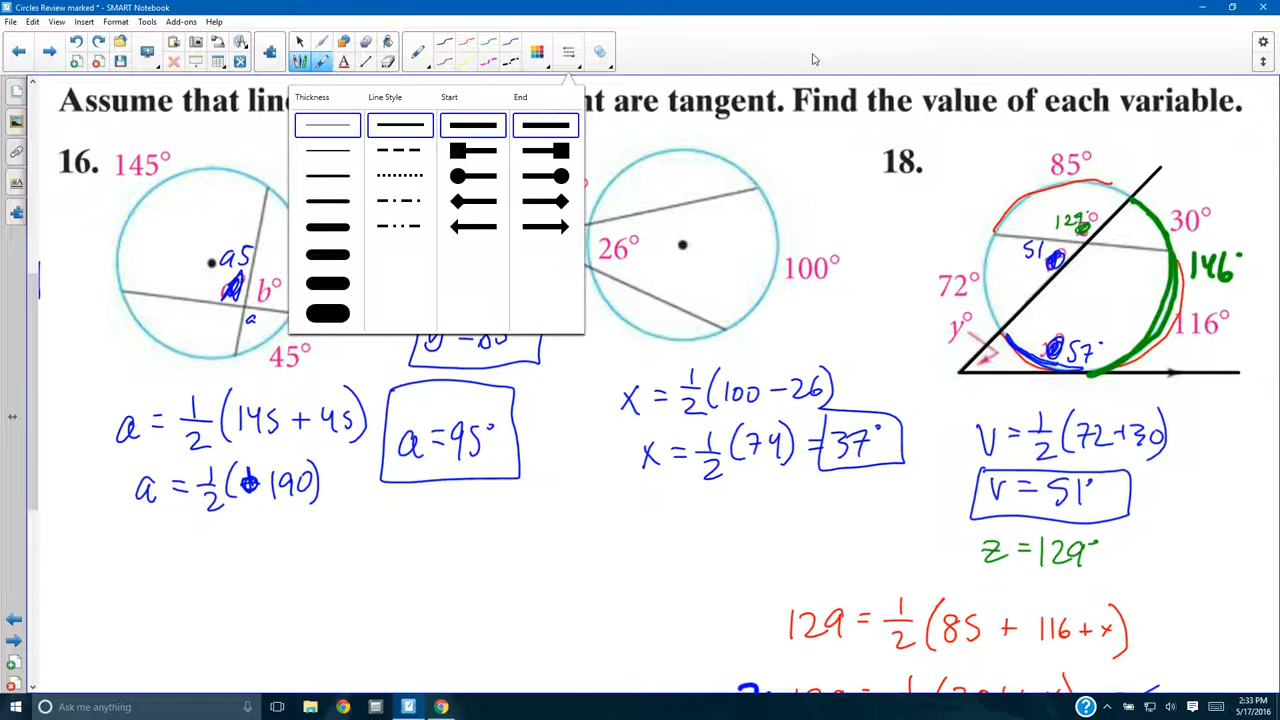 Circles Review marked * - SMART Notebook
File Edit View Insert Format Tools Add-ons Help
Thickness Line Style Start End
Assume that line
nt are tangent. Find the value of each variable.
16. 145°
a5
b°
a
45°
a = 1/2 (145 + 45)
a = 1/2 ( 190)
a = 95°
26°
100°
x = 1/2 (100 - 26)
x = 1/2 (74) = 37°
18.
85°
129°
30°
51
146°
72°
116°
y°
57°
V = 1/2 (72+30)
V = 51°
z = 129°
129 = 1/2 (85 + 116 + x)
Ask me anything
2:33 PM
5/17/2016